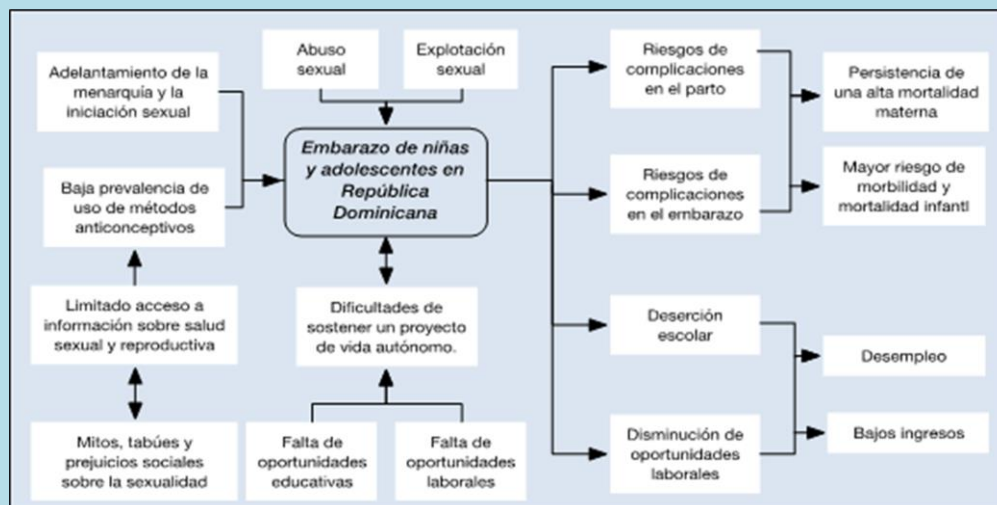 Adelantamiento de la
menarquía y la
iniciación sexual
Abuso
sexual
Explotación
sexual
Baja prevalencia de
uso de métodos
anticonceptivos
Limitado acceso a
información sobre salud
sexual y reproductiva
Mitos, tabúes y
prejuicios sociales
sobre la sexualidad
Embarazo de niñas
y adolescentes en
República
Dominicana
Dificultades de
sostener un proyecto
de vida autónomo.
Falta de
oportunidades
educativas
Falta de
oportunidades
laborales
Riesgos de
complicaciones
en el parto
Riesgos de
complicaciones
en el embarazo
Deserción
escolar
Disminución de
oportunidades
laborales
Persistencia de
una alta mortalidad
materna
Mayor riesgo de
morbilidad y
mortalidad infantl
Desempleo
Bajos ingresos